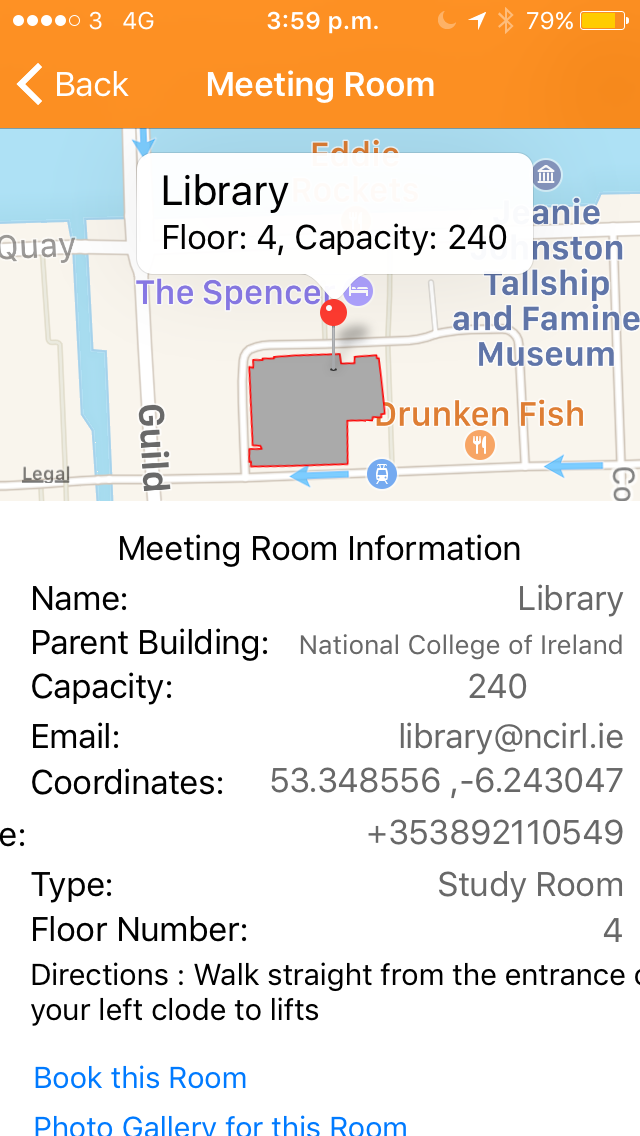 3 4G 3:59 p.m. 79%
Back Meeting Room
Eddie
Rockets
Library
Floor: 4, Capacity: 240
Quay
Jeanie
Johnston
Tallship
and Famine
Museum
The Spencer
Drunken Fish
Guild
Legal
Co
Meeting Room Information
Name: Library
Parent Building: National College of Ireland
Capacity: 240
Email: library@ncirl.ie
Coordinates: 53.348556 ,-6.243047
e: +353892110549
Type: Study Room
Floor Number: 4
Directions : Walk straight from the entrance
your left clode to lifts
Book this Room
Photo Gallery for this Room